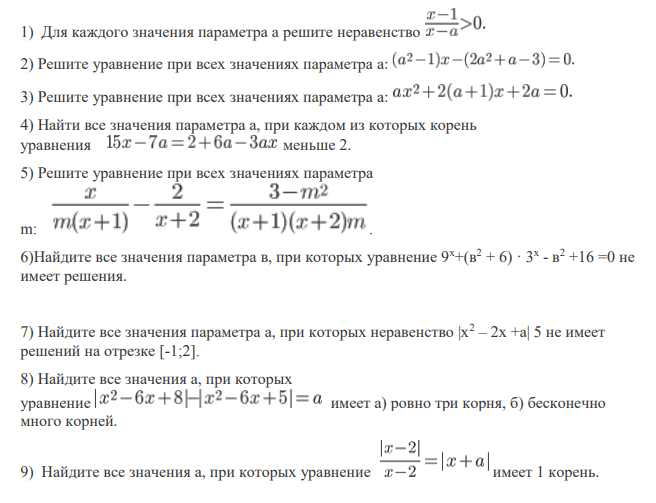 1) Для каждого значения параметра а решите неравенство (x−1)/(x−a)>0.
2) Решите уравнение при всех значениях параметра а: (a²−1)x−(2a²+a−3)=0.
3) Решите уравнение при всех значениях параметра а: ax²+2(a+1)x+2a=0.
4) Найти все значения параметра а, при каждом из которых корень
уравнения 15x−7a=2+6a−3ax меньше 2.
5) Решите уравнение при всех значениях параметра
m: x/(m(x+1)) − 2/(x+2) = (3−m²)/((x+1)(x+2)m).
6)Найдите все значения параметра в, при которых уравнение 9ˣ+(в² + 6) · 3ˣ - в² +16 =0 не
имеет решения.
7) Найдите все значения параметра а, при которых неравенство |x² – 2x +a| 5 не имеет
решений на отрезке [-1;2].
8) Найдите все значения а, при которых
уравнение |x²−6x+8|−|x²−6x+5|=a имеет а) ровно три корня, б) бесконечно
много корней.
9) Найдите все значения а, при которых уравнение |x−2|/(x−2)=|x+a| имеет 1 корень.